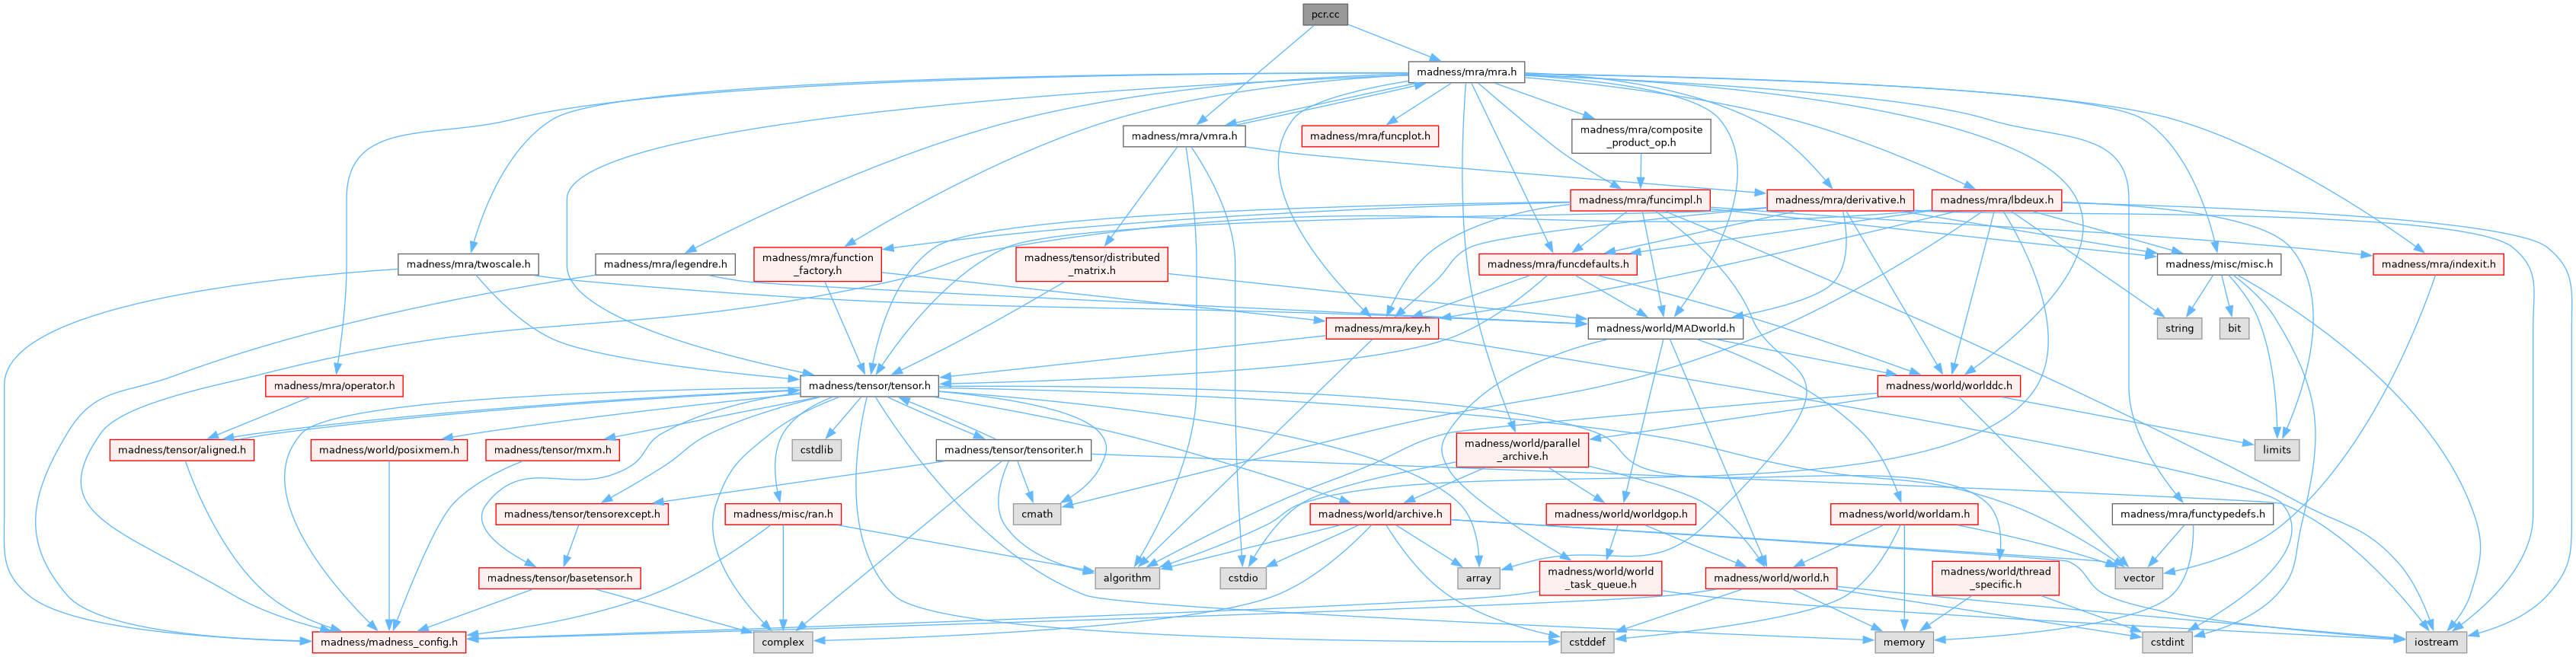 pcr.cc
madness/mra/mra.h
madness/mra/vmra.h
madness/mra/funcplot.h
madness/mra/composite
_product_op.h
madness/mra/funcimpl.h
madness/mra/derivative.h
madness/mra/lbdeux.h
madness/mra/twoscale.h
madness/mra/legendre.h
madness/mra/function
_factory.h
madness/tensor/distributed
_matrix.h
madness/mra/funcdefaults.h
madness/misc/misc.h
madness/mra/indexit.h
madness/mra/key.h
madness/world/MADworld.h
string
bit
madness/mra/operator.h
madness/tensor/tensor.h
madness/world/worlddc.h
madness/tensor/aligned.h
madness/world/posixmem.h
madness/tensor/mxm.h
cstdlib
madness/tensor/tensoriter.h
madness/world/parallel
_archive.h
limits
madness/tensor/tensorexcept.h
madness/misc/ran.h
cmath
madness/world/archive.h
madness/world/worldgop.h
madness/world/worldam.h
madness/mra/functypedefs.h
madness/tensor/basetensor.h
algorithm
cstdio
array
madness/world/world
_task_queue.h
madness/world/world.h
madness/world/thread
_specific.h
vector
madness/madness_config.h
complex
cstddef
memory
cstdint
iostream